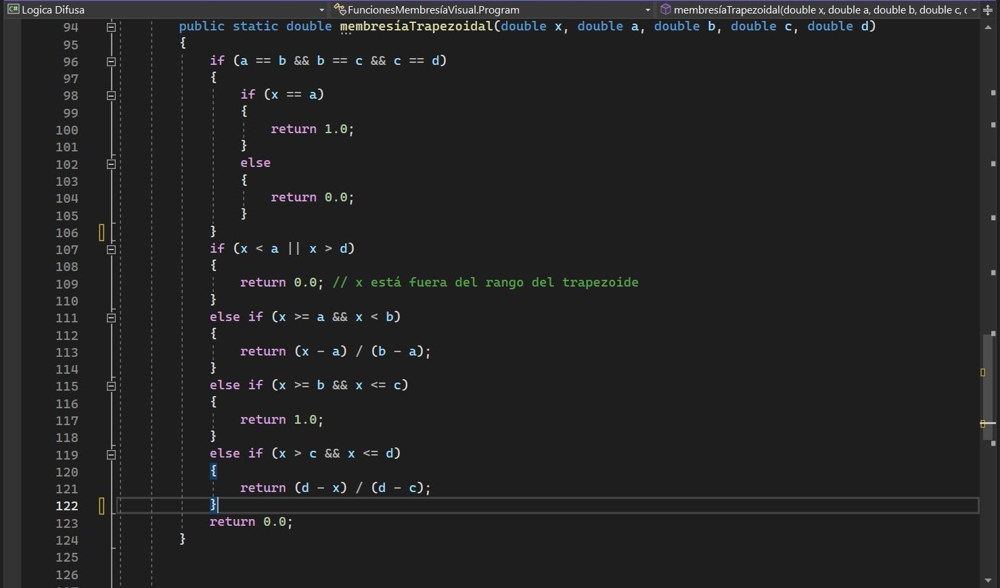 Logica Difusa FuncionesMembresíaVisual.Program membresíaTrapezoidal(double x, double a, double b, double c, c
94 public static double membresíaTrapezoidal(double x, double a, double b, double c, double d)
95 {
96 if (a == b && b == c && c == d)
97 {
98 if (x == a)
99 {
100 return 1.0;
101 }
102 else
103 {
104 return 0.0;
105 }
106 }
107 if (x < a || x > d)
108 {
109 return 0.0; // x está fuera del rango del trapezoide
110 }
111 else if (x >= a && x < b)
112 {
113 return (x - a) / (b - a);
114 }
115 else if (x >= b && x <= c)
116 {
117 return 1.0;
118 }
119 else if (x > c && x <= d)
120 {
121 return (d - x) / (d - c);
122 }
123 return 0.0;
124 }
125
126